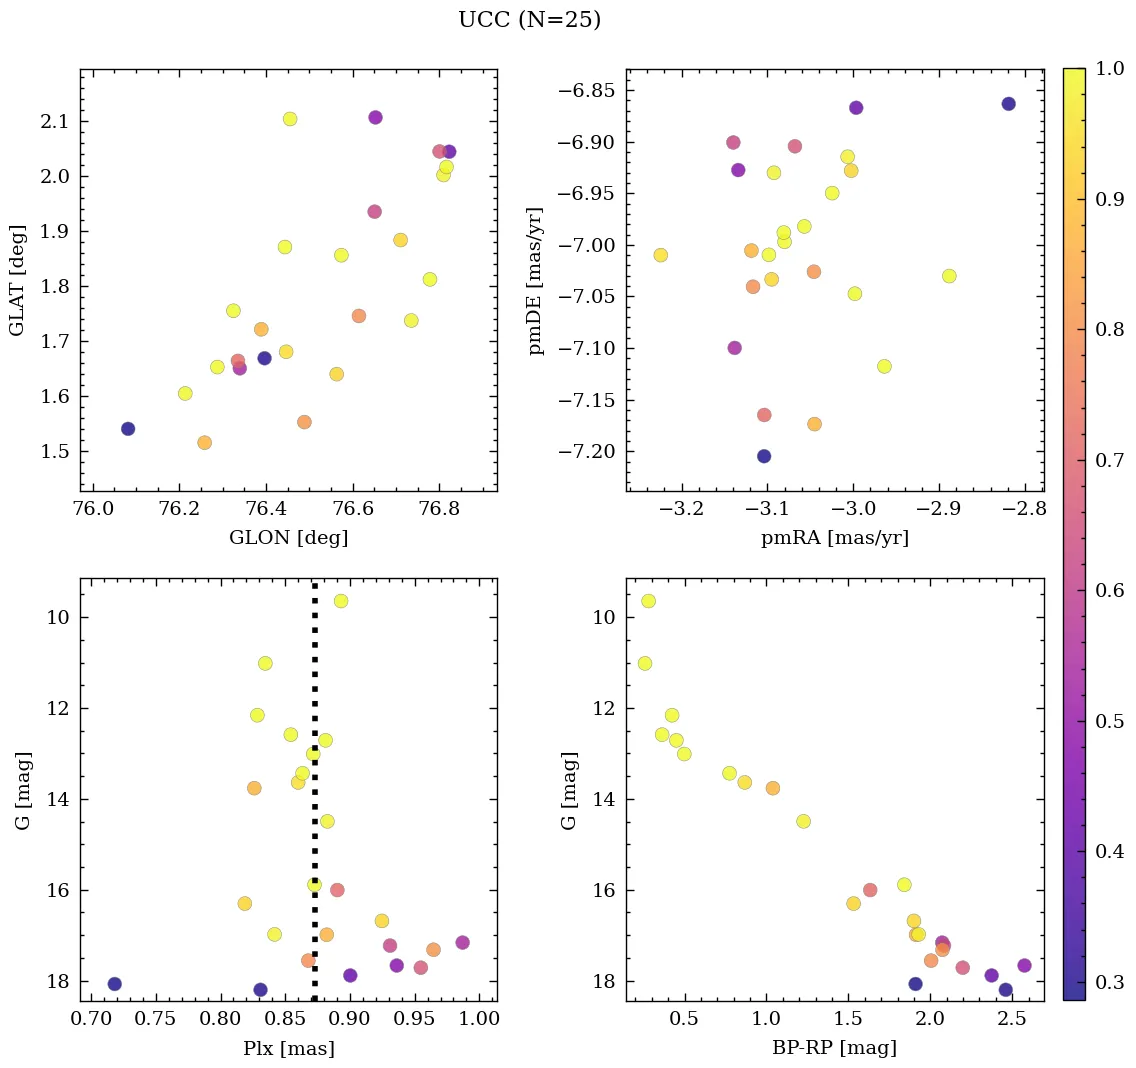 UCC (N=25)
2.1
2.0
1.9
1.8
1.7
1.6
1.5
GLAT [deg]
76.0 76.2 76.4 76.6 76.8
GLON [deg]
−6.85
−6.90
−6.95
−7.00
−7.05
−7.10
−7.15
−7.20
pmDE [mas/yr]
−3.2 −3.1 −3.0 −2.9 −2.8
pmRA [mas/yr]
10
12
14
16
18
G [mag]
0.70 0.75 0.80 0.85 0.90 0.95 1.00
Plx [mas]
10
12
14
16
18
G [mag]
0.5 1.0 1.5 2.0 2.5
BP-RP [mag]
1.0
0.9
0.8
0.7
0.6
0.5
0.4
0.3